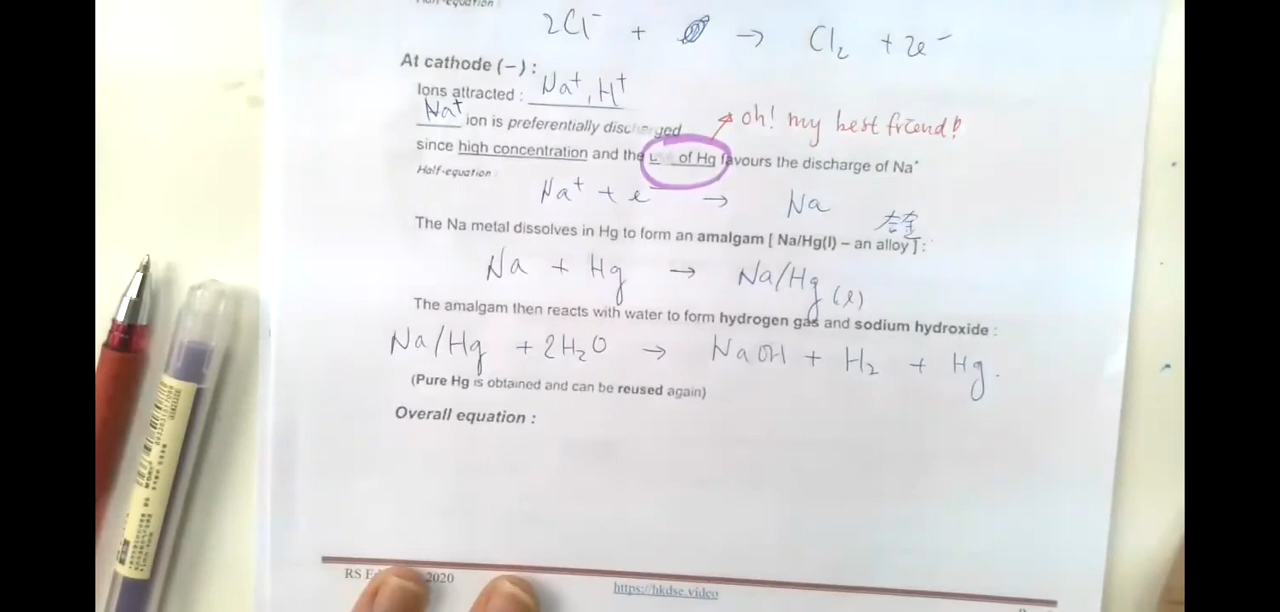 2Cl⁻ + → Cl₂ + 2e⁻
At cathode (−) :
Ions attracted : Na⁺, H⁺
Na⁺ ion is preferentially discharged
oh! my best friend!
since high concentration and the of Hg favours the discharge of Na⁺
Half-equation :
Na⁺ + e → Na
The Na metal dissolves in Hg to form an amalgam [ Na/Hg(l) – an alloy ] :
Na + Hg → Na/Hg (l)
The amalgam then reacts with water to form hydrogen gas and sodium hydroxide :
Na/Hg + 2H₂O → NaOH + H₂ + Hg.
(Pure Hg is obtained and can be reused again)
Overall equation :
RS 2020
https://hkdse.video